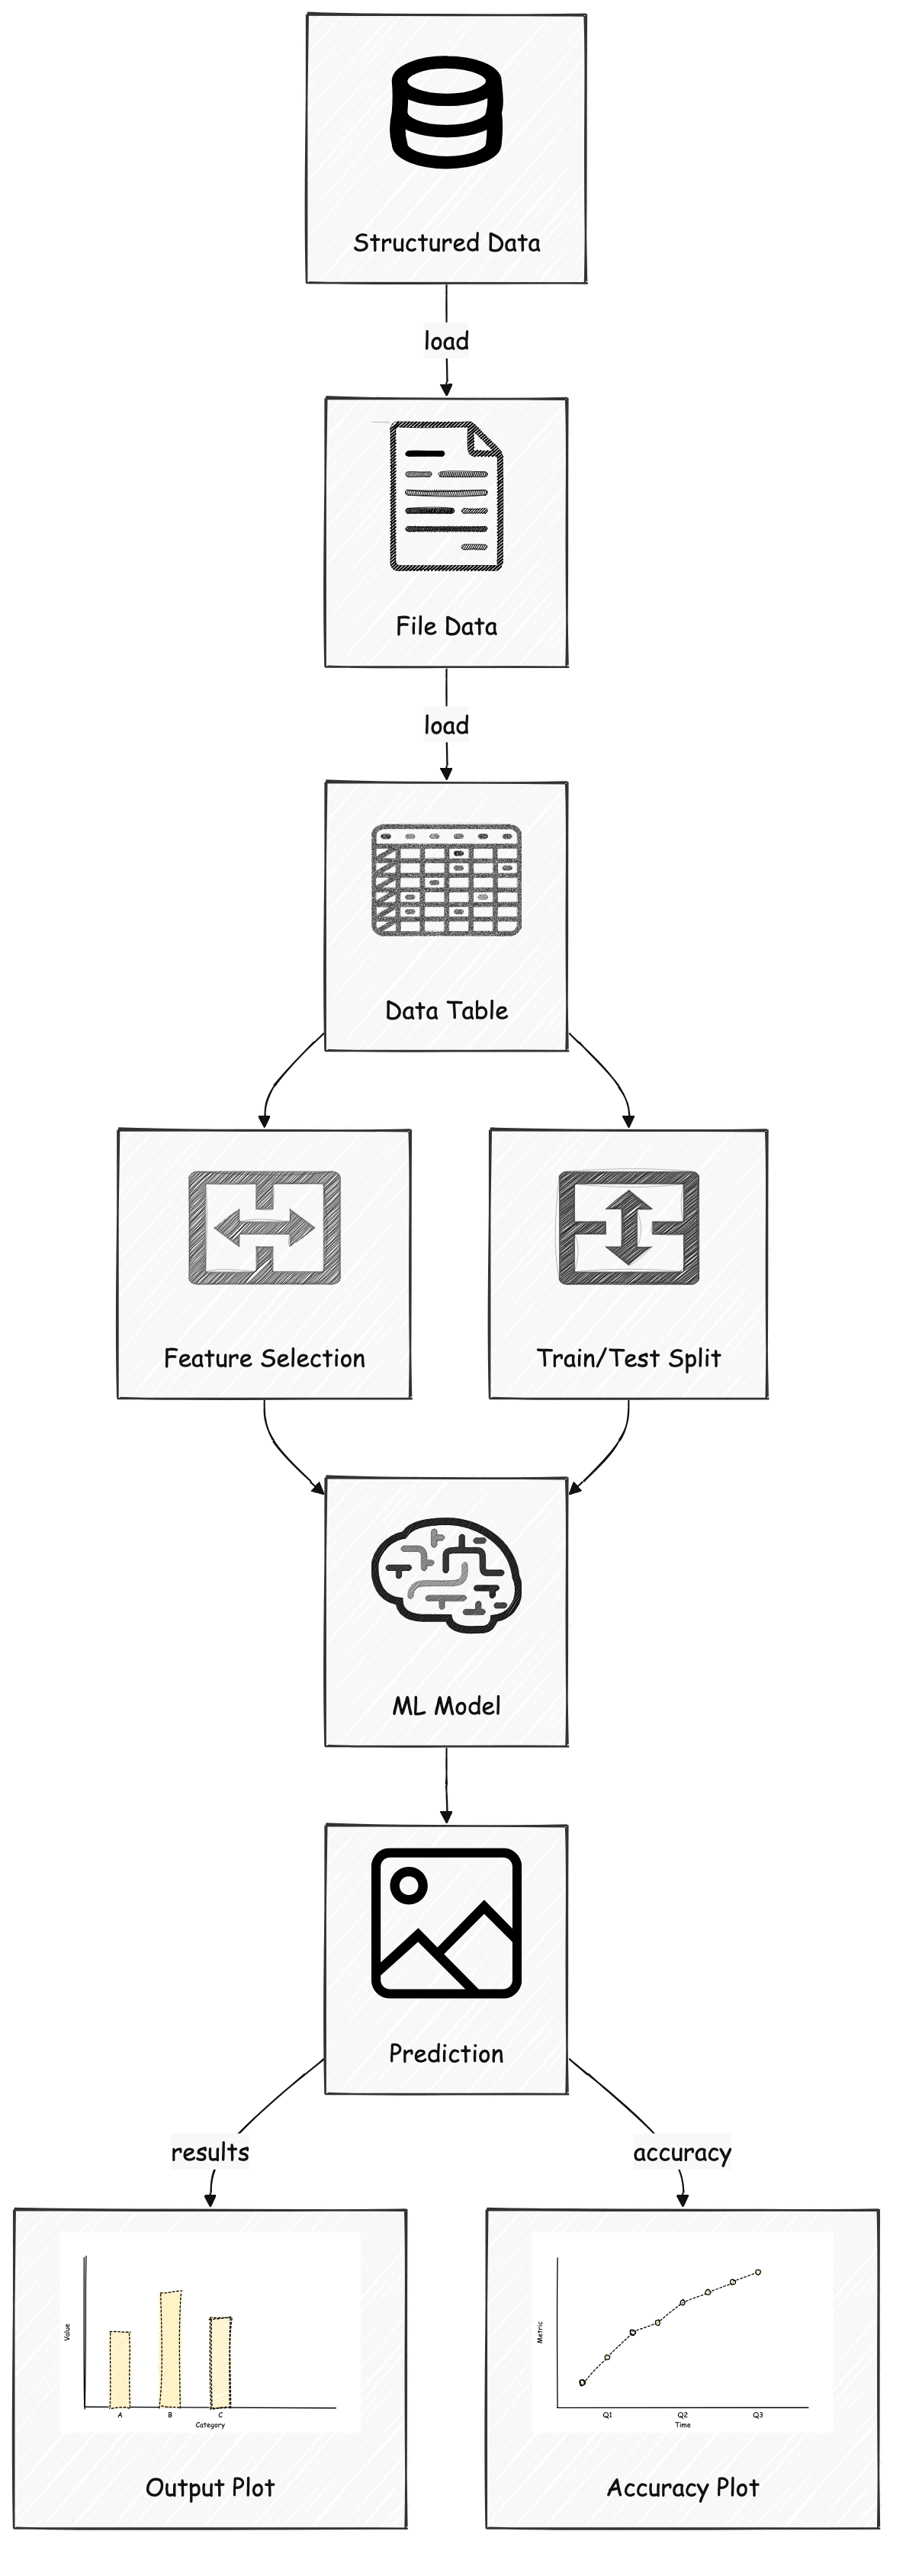 Structured Data
load
File Data
load
Data Table
Feature Selection
Train/Test Split
ML Model
Prediction
results
accuracy
Value
A B C
Category
Output Plot
Metric
Q1 Q2 Q3
Time
Accuracy Plot